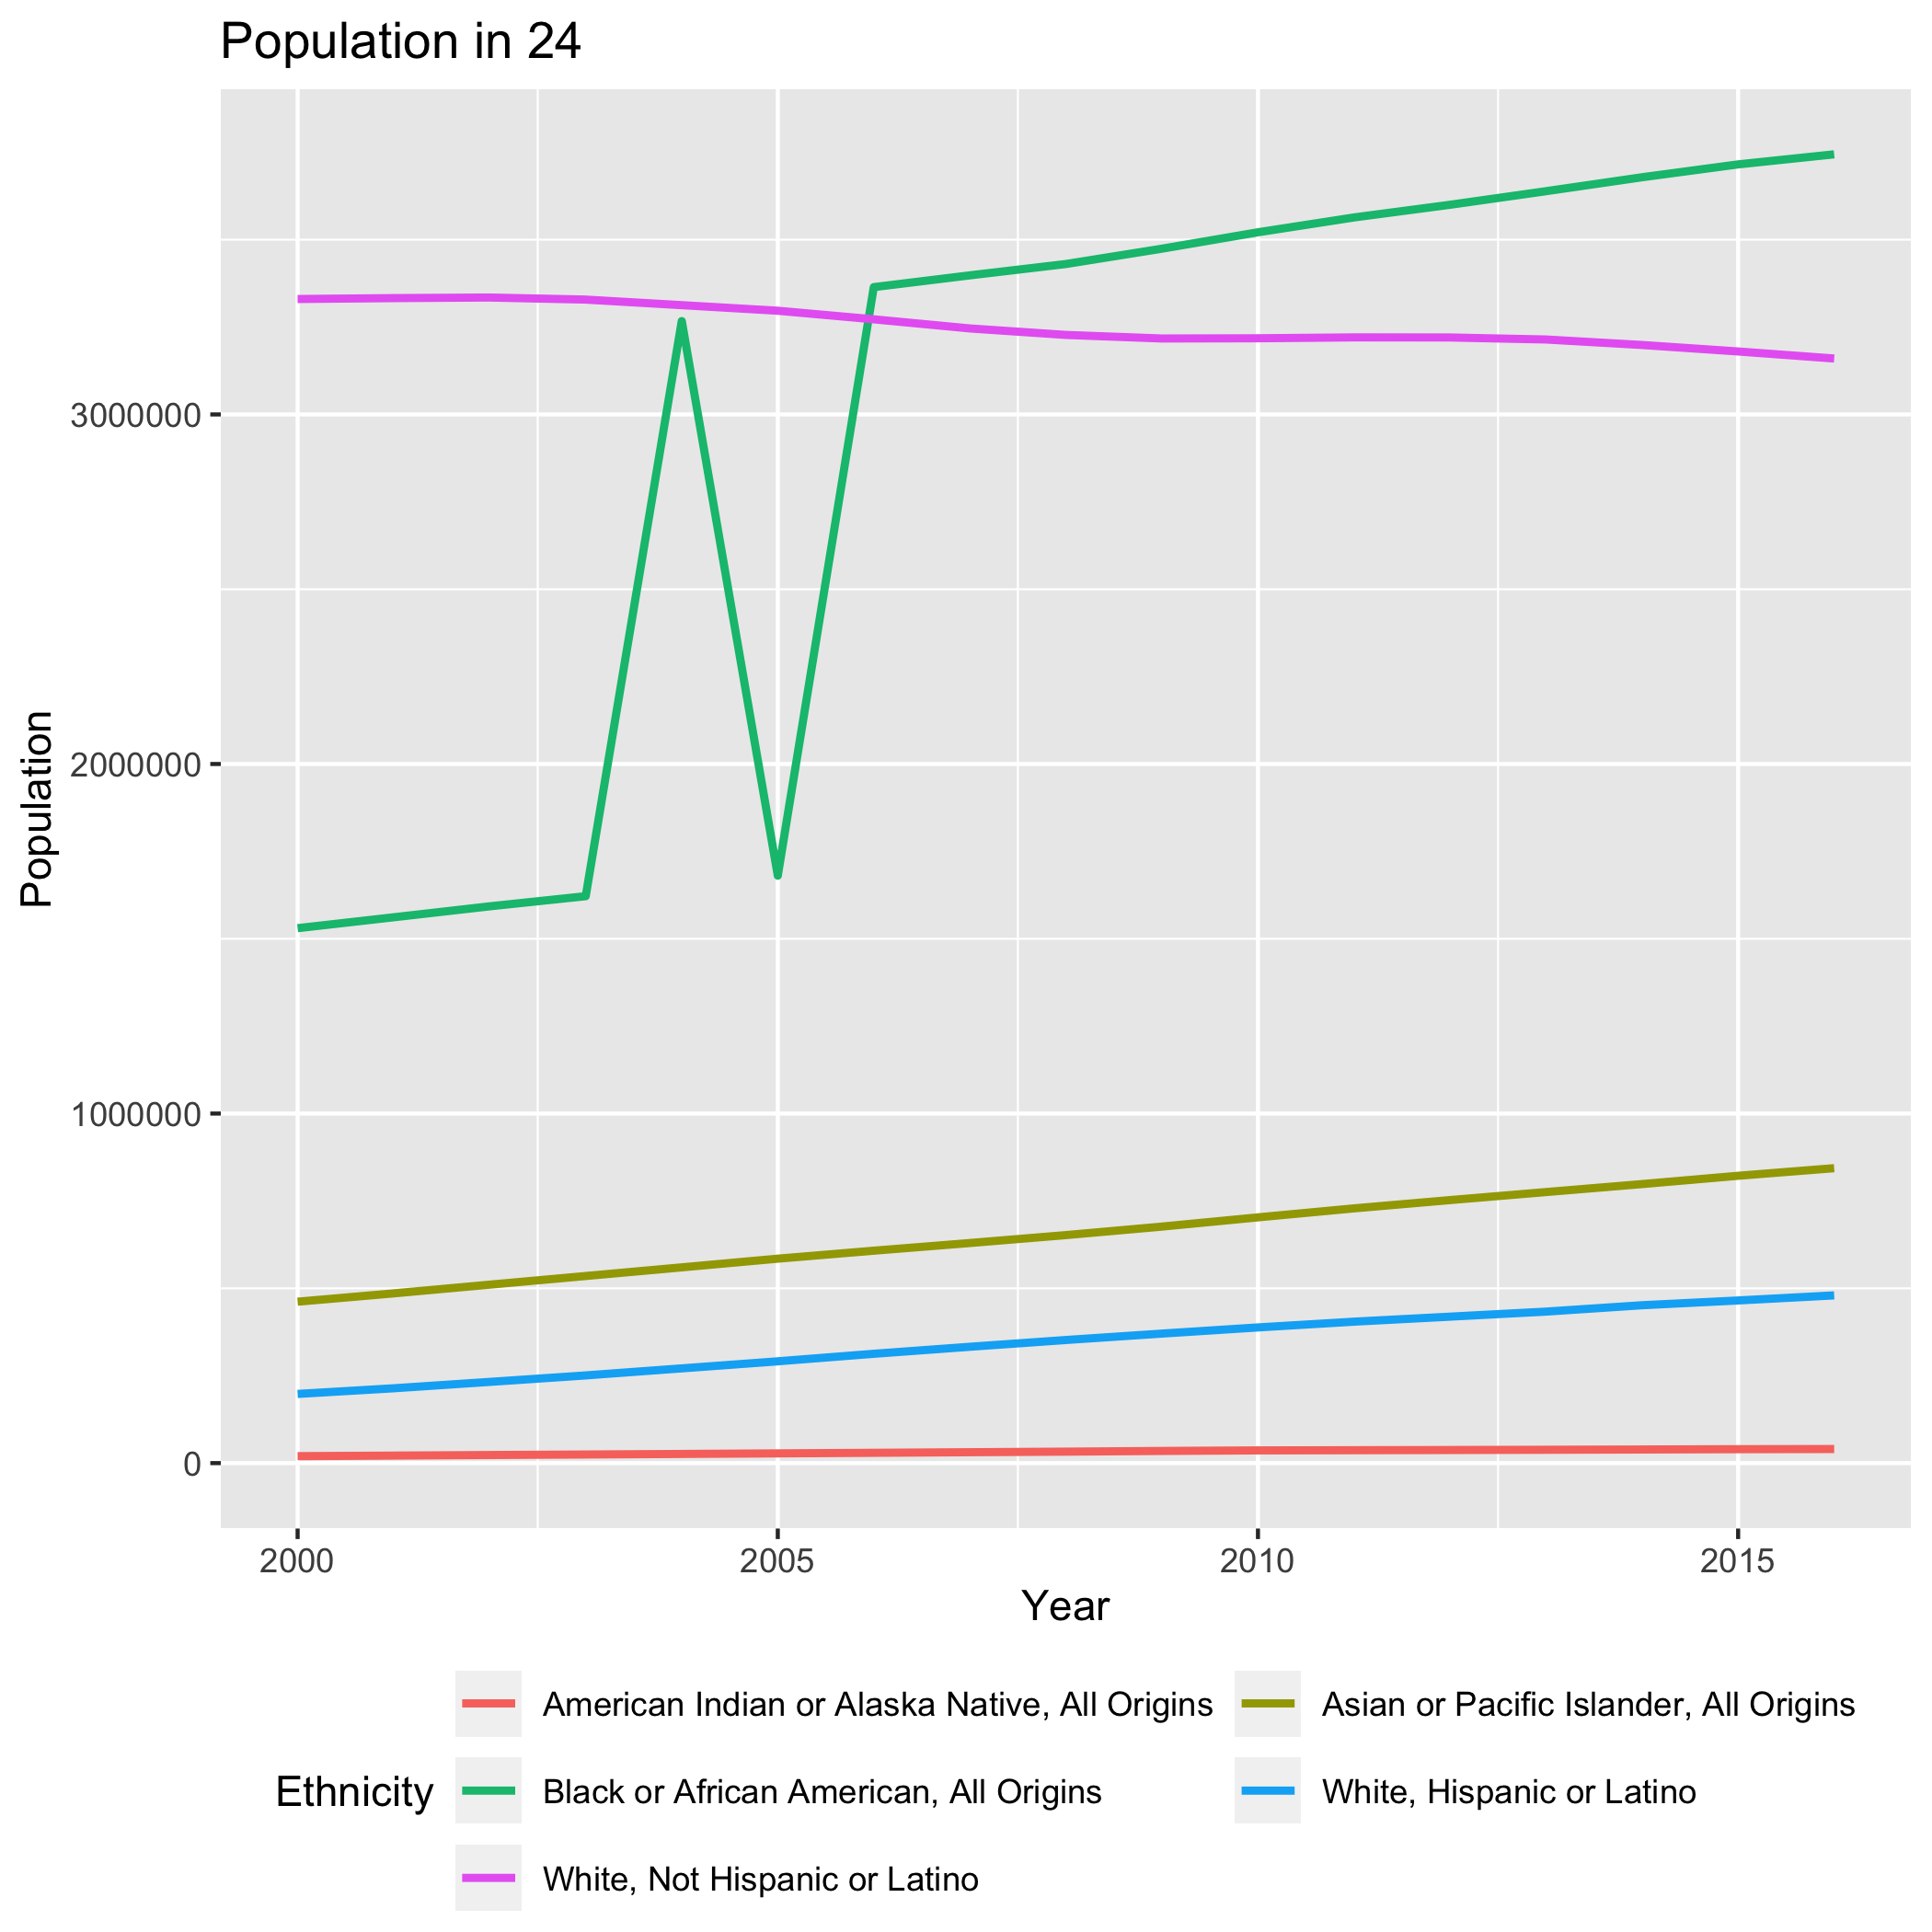 Population in 24
Population
3000000
2000000
1000000
0
2000 2005 2010 2015
Year
Ethnicity
American Indian or Alaska Native, All Origins
Asian or Pacific Islander, All Origins
Black or African American, All Origins
White, Hispanic or Latino
White, Not Hispanic or Latino